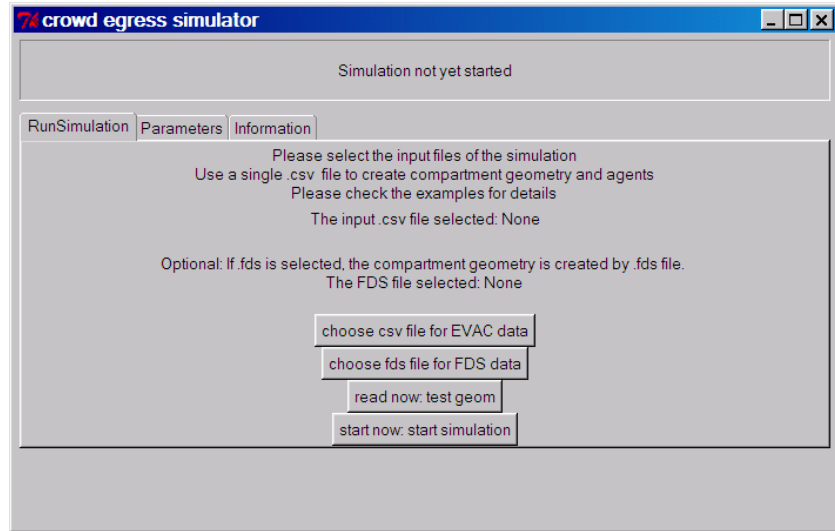 crowd egress simulator
Simulation not yet started
RunSimulation Parameters Information
Please select the input files of the simulation
Use a single .csv file to create compartment geometry and agents
Please check the examples for details
The input .csv file selected: None
Optional: If .fds is selected, the compartment geometry is created by .fds file.
The FDS file selected: None
choose csv file for EVAC data
choose fds file for FDS data
read now: test geom
start now: start simulation